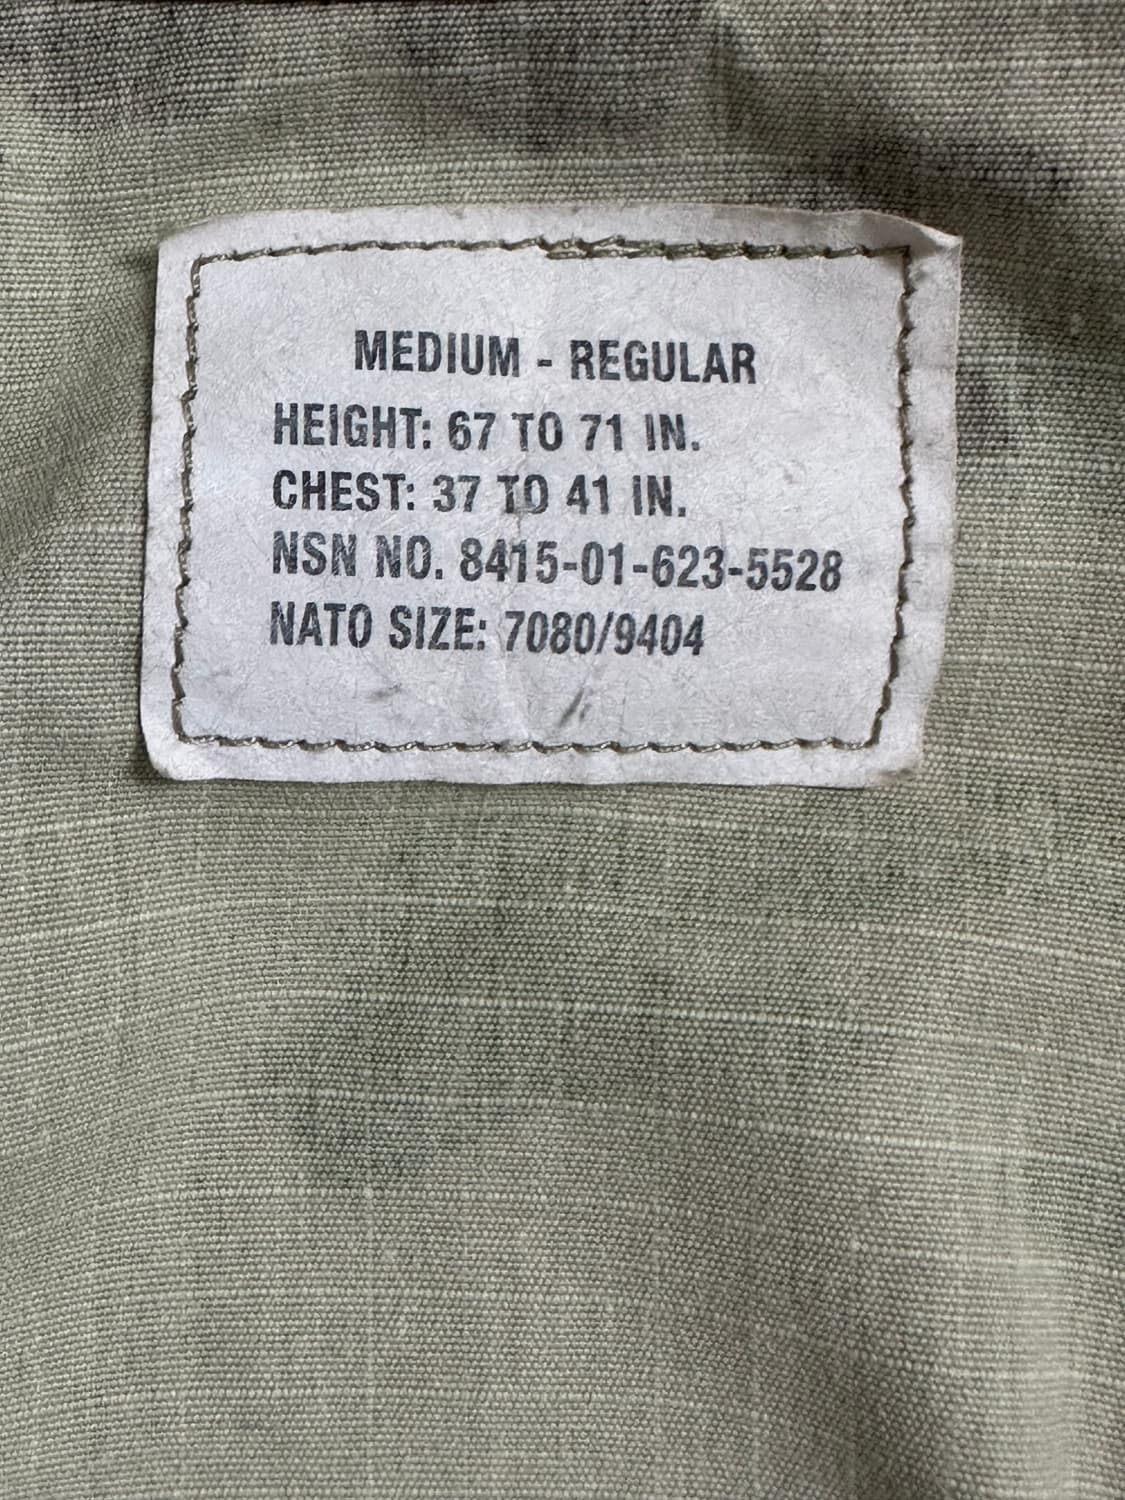 MEDIUM - REGULAR
HEIGHT: 67 TO 71 IN.
CHEST: 37 TO 41 IN.
NSN NO. 8415-01-623-5528
NATO SIZE: 7080/9404